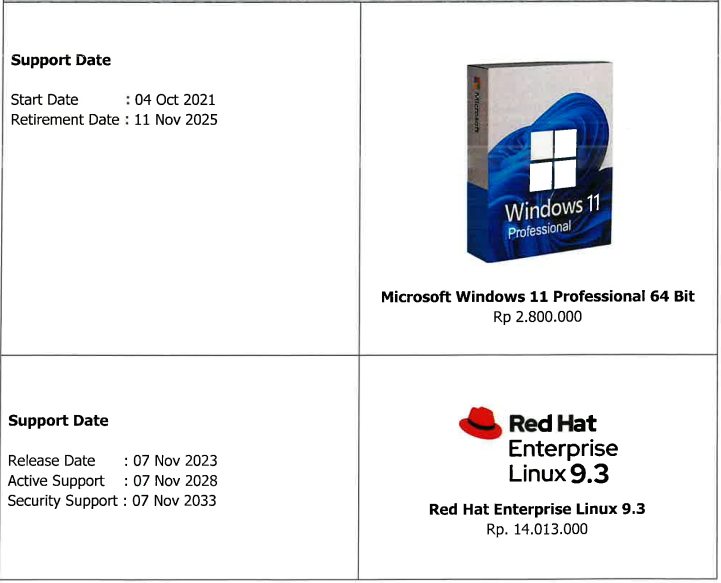 Support Date
Start Date : 04 Oct 2021
Retirement Date : 11 Nov 2025
Microsoft
Windows 11
Professional
Microsoft Windows 11 Professional 64 Bit
Rp 2.800.000
Support Date
Release Date : 07 Nov 2023
Active Support : 07 Nov 2028
Security Support : 07 Nov 2033
Red Hat
Enterprise
Linux 9.3
Red Hat Enterprise Linux 9.3
Rp. 14.013.000